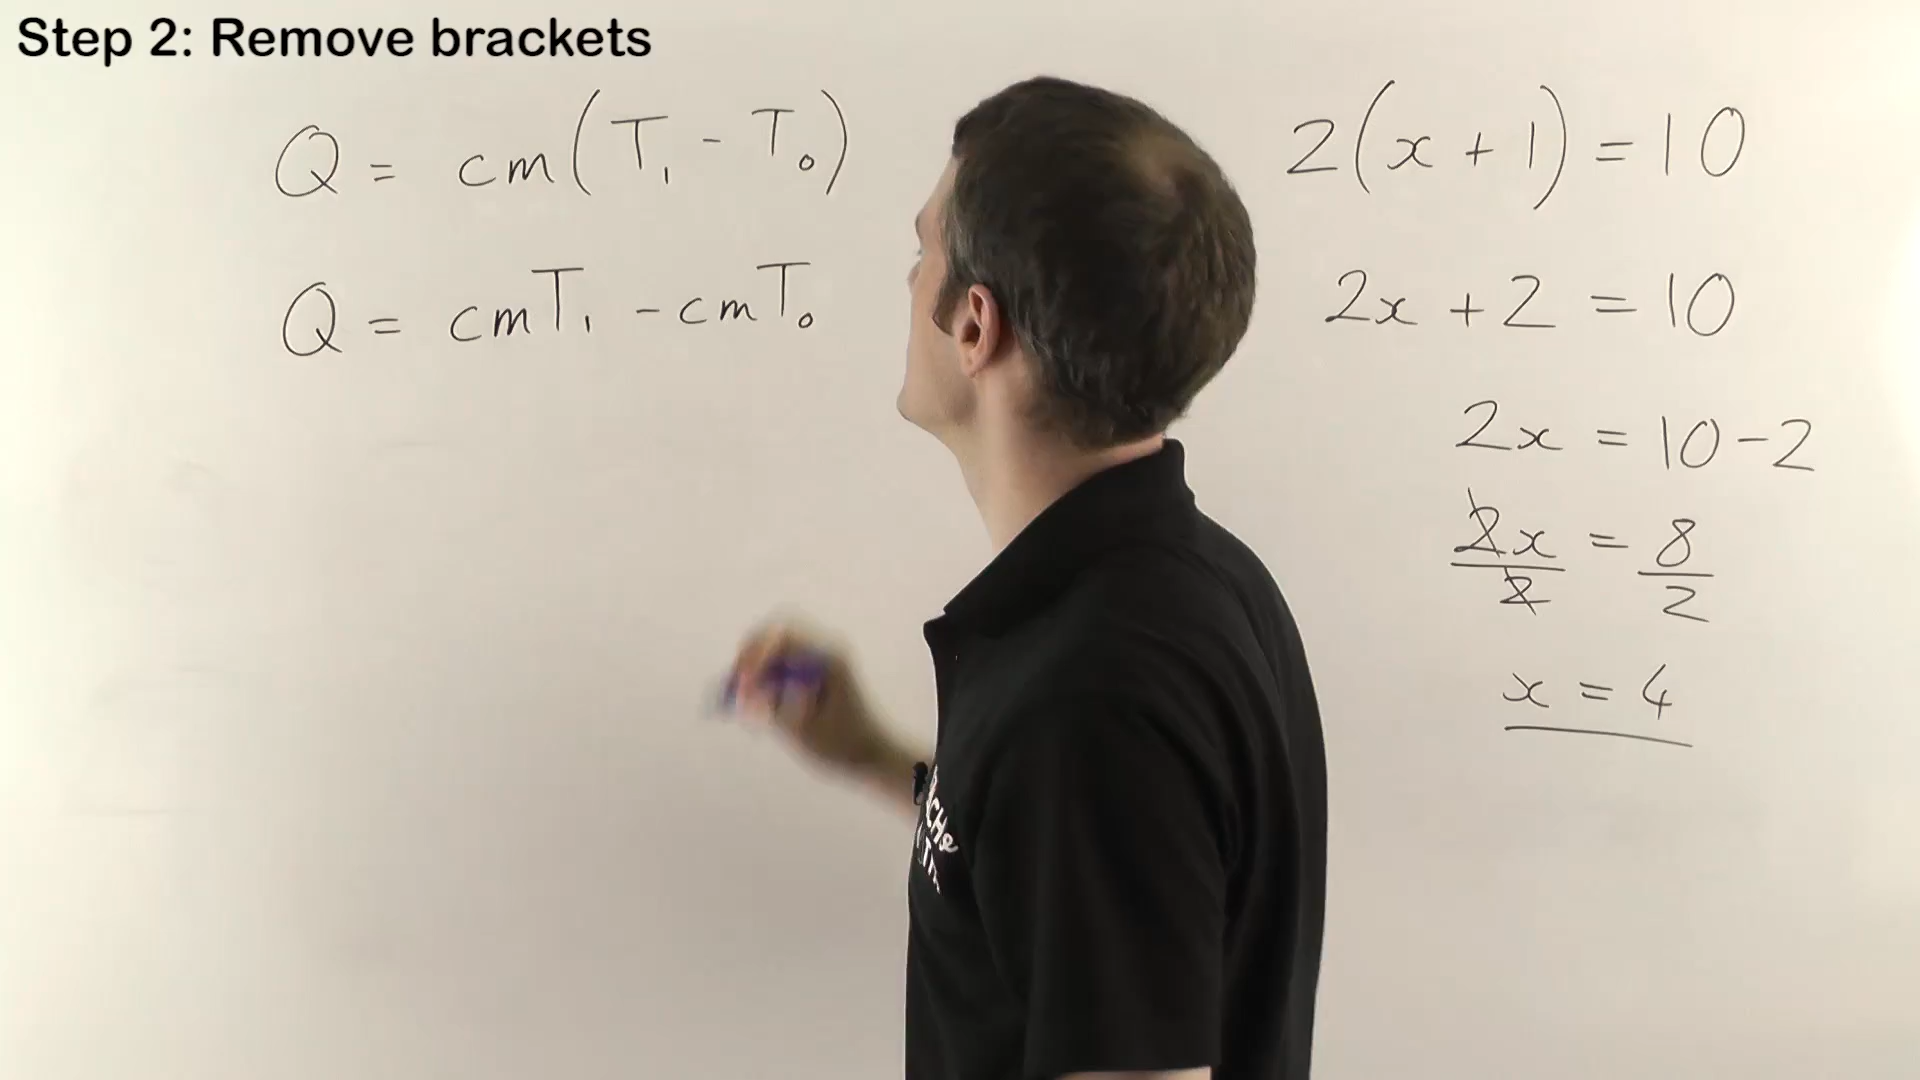 Step 2: Remove brackets
Q = cm(T₁ - T₀)
Q = cmT₁ - cmT₀
2(x + 1) = 10
2x + 2 = 10
2x = 10 - 2
2x/2 = 8/2
x = 4